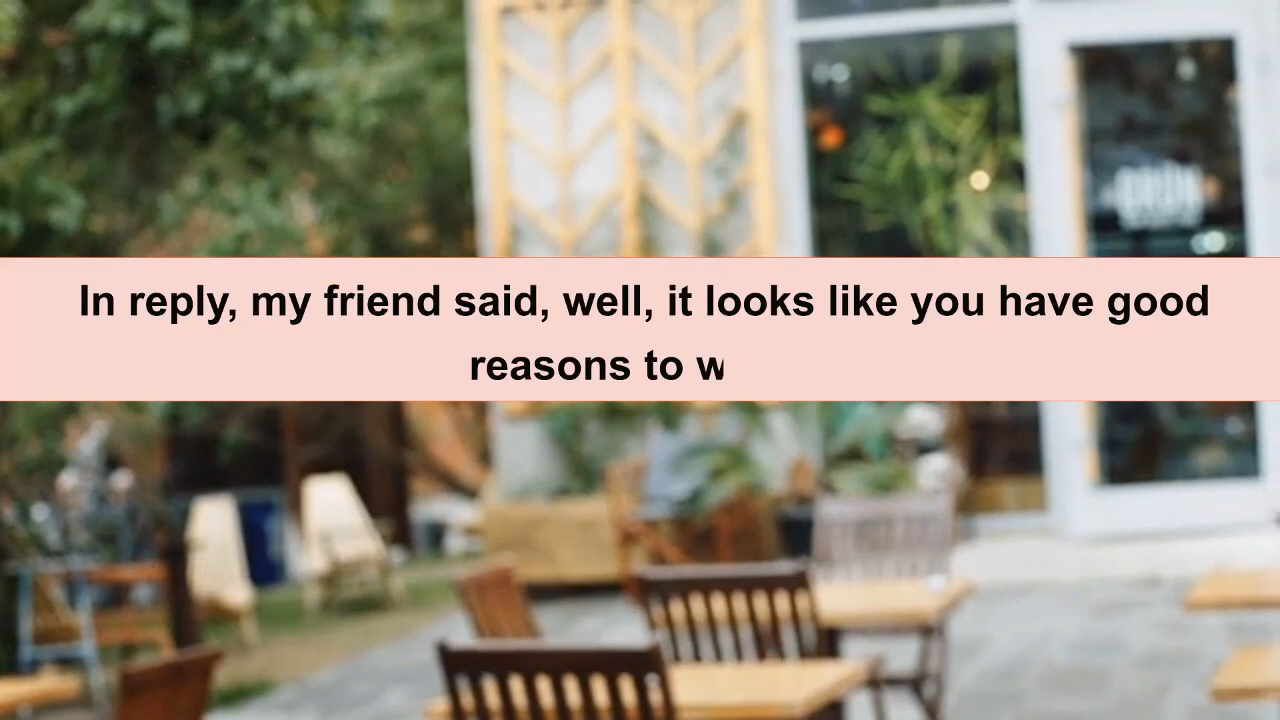 In reply, my friend said, well, it looks like you have good
reasons to w